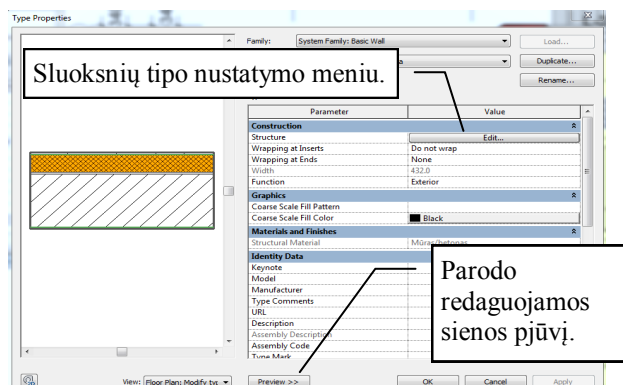 Type Properties
Family: System Family: Basic Wall Load...
Sluoksnių tipo nustatymo meniu.
Duplicate...
Rename...
Parameter Value
Construction
Structure Edit...
Wrapping at Inserts Do not wrap
Wrapping at Ends None
Width 432.0
Function Exterior
Graphics
Coarse Scale Fill Pattern
Coarse Scale Fill Color Black
Materials and Finishes
Structural Material Mūras/betonas
Identity Data
Keynote
Model
Manufacturer
Type Comments
URL
Description
Assembly Description
Assembly Code
Type Mark
Parodo
redaguojamos
sienos pjūvį.
View: Floor Plan: Modify typ Preview >> OK Cancel Apply